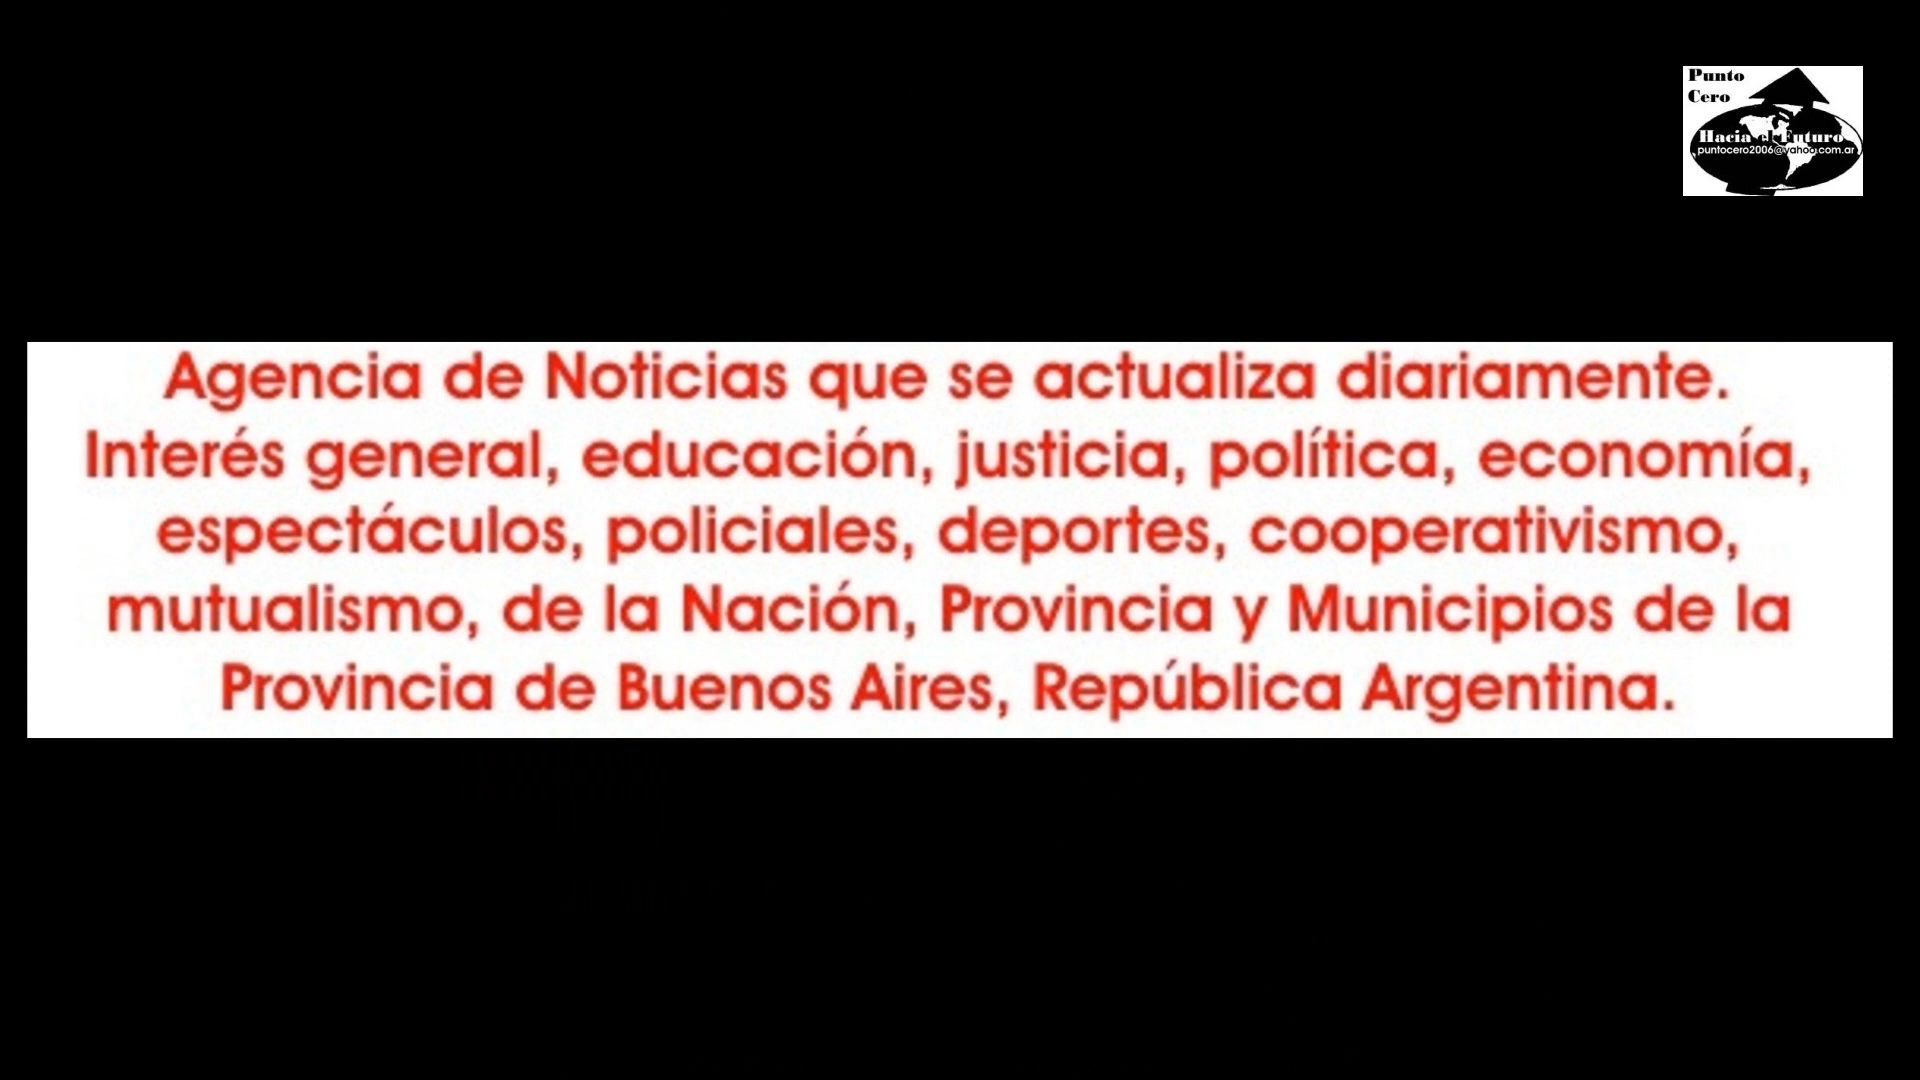 Punto
Cero
Hacia el Futuro
puntocero2006@yahoo.com.ar
Agencia de Noticias que se actualiza diariamente.
Interés general, educación, justicia, política, economía,
espectáculos, policiales, deportes, cooperativismo,
mutualismo, de la Nación, Provincia y Municipios de la
Provincia de Buenos Aires, República Argentina.